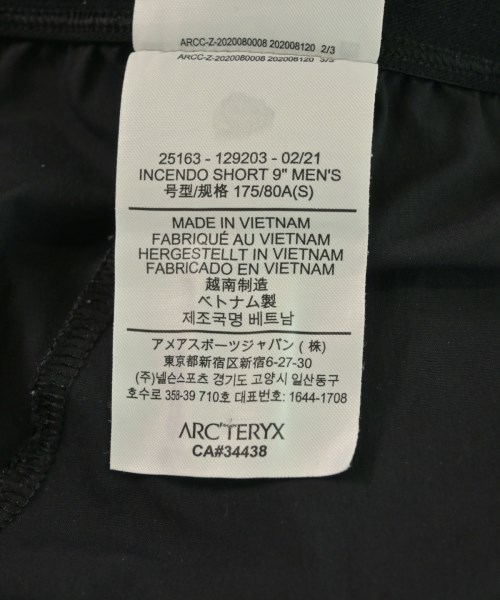 ARCC-Z-2020080008 202008120 2/3
ARCC-Z-2020080008 202008120 2/3
25163 - 129203 - 02/21
INCENDO SHORT 9" MEN'S
号型/规格 175/80A(S)
MADE IN VIETNAM
FABRIQUÉ AU VIETNAM
HERGESTELLT IN VIETNAM
FABRICADO EN VIETNAM
越南制造
ベトナム製
제조국명 베트남
アメアスポーツジャパン (株)
東京都新宿区新宿6-27-30
(주)넬슨스포츠 경기도 고양시 일산동구
호수로 358-39 710호 대표번호: 1644-1708
ARC'TERYX
CA#34438